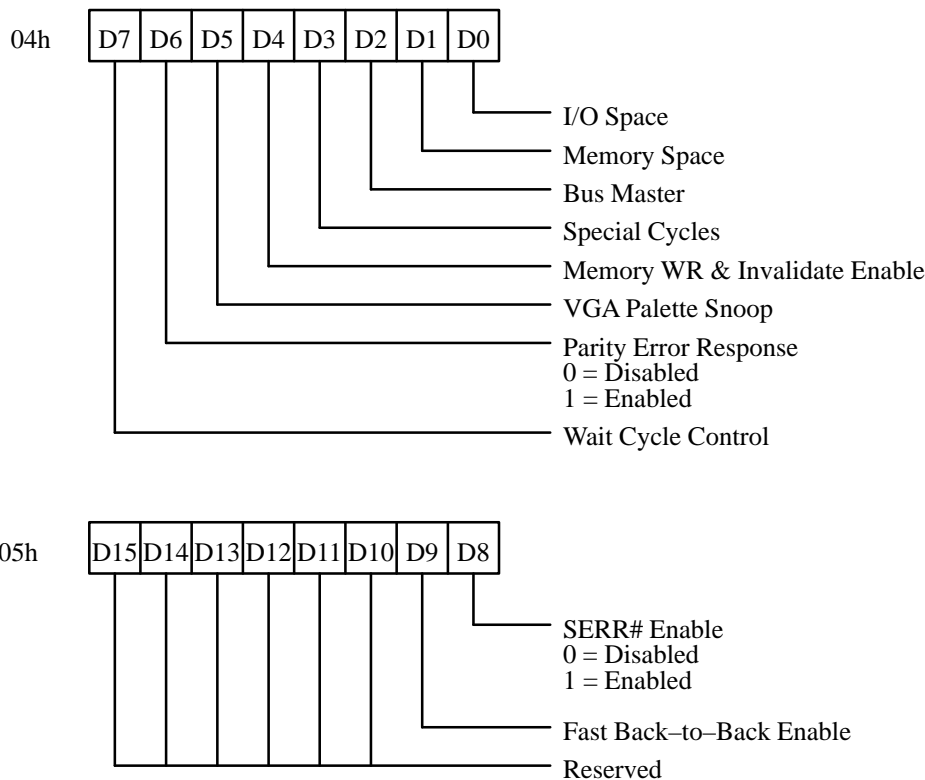 04h D7 D6 D5 D4 D3 D2 D1 D0
I/O Space
Memory Space
Bus Master
Special Cycles
Memory WR & Invalidate Enable
VGA Palette Snoop
Parity Error Response
0 = Disabled
1 = Enabled
Wait Cycle Control
05h D15 D14 D13 D12 D11 D10 D9 D8
SERR# Enable
0 = Disabled
1 = Enabled
Fast Back–to–Back Enable
Reserved